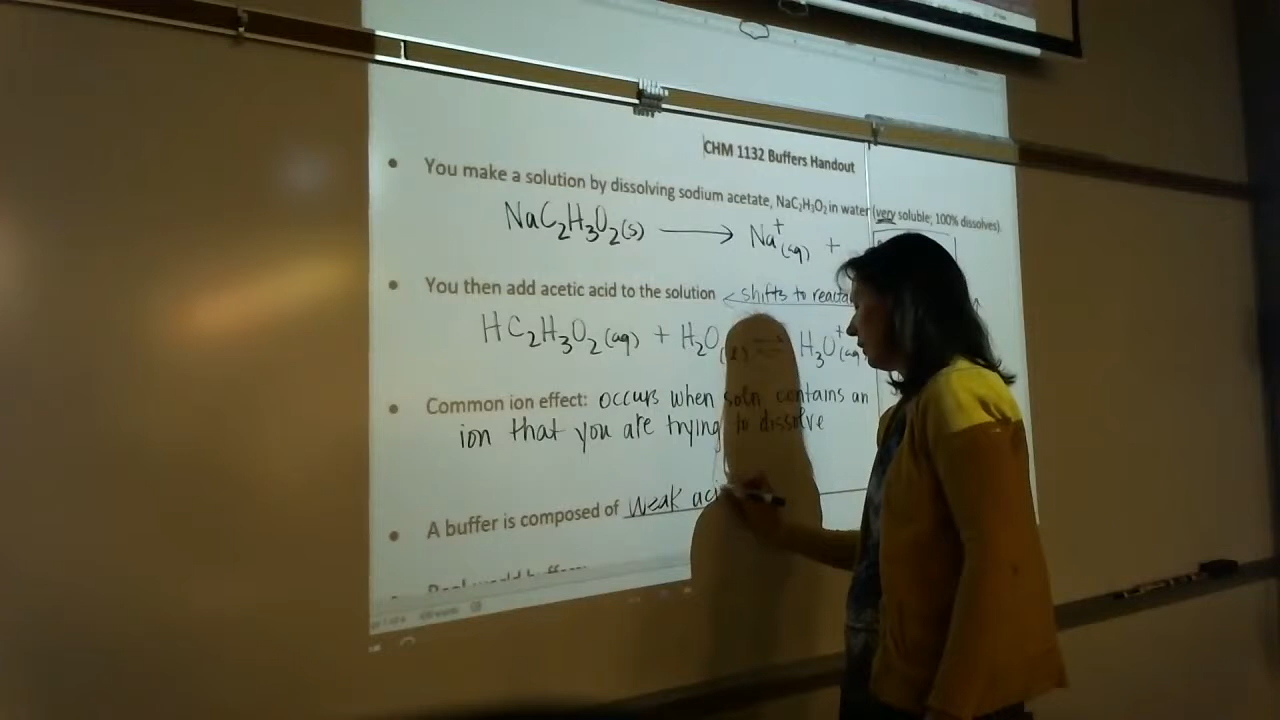 CHM 1132 Buffers Handout
• You make a solution by dissolving sodium acetate, NaC₂H₃O₂ in water (very soluble; 100% dissolves).
NaC₂H₃O₂(s) ⟶ Na⁺(aq) +
• You then add acetic acid to the solution ← shifts to
HC₂H₃O₂(aq) + H₂O(l) ⇌ H₃O⁺(aq
• Common ion effect: occurs when soln contains an
ion that you are trying to dissolve
• A buffer is composed of weak